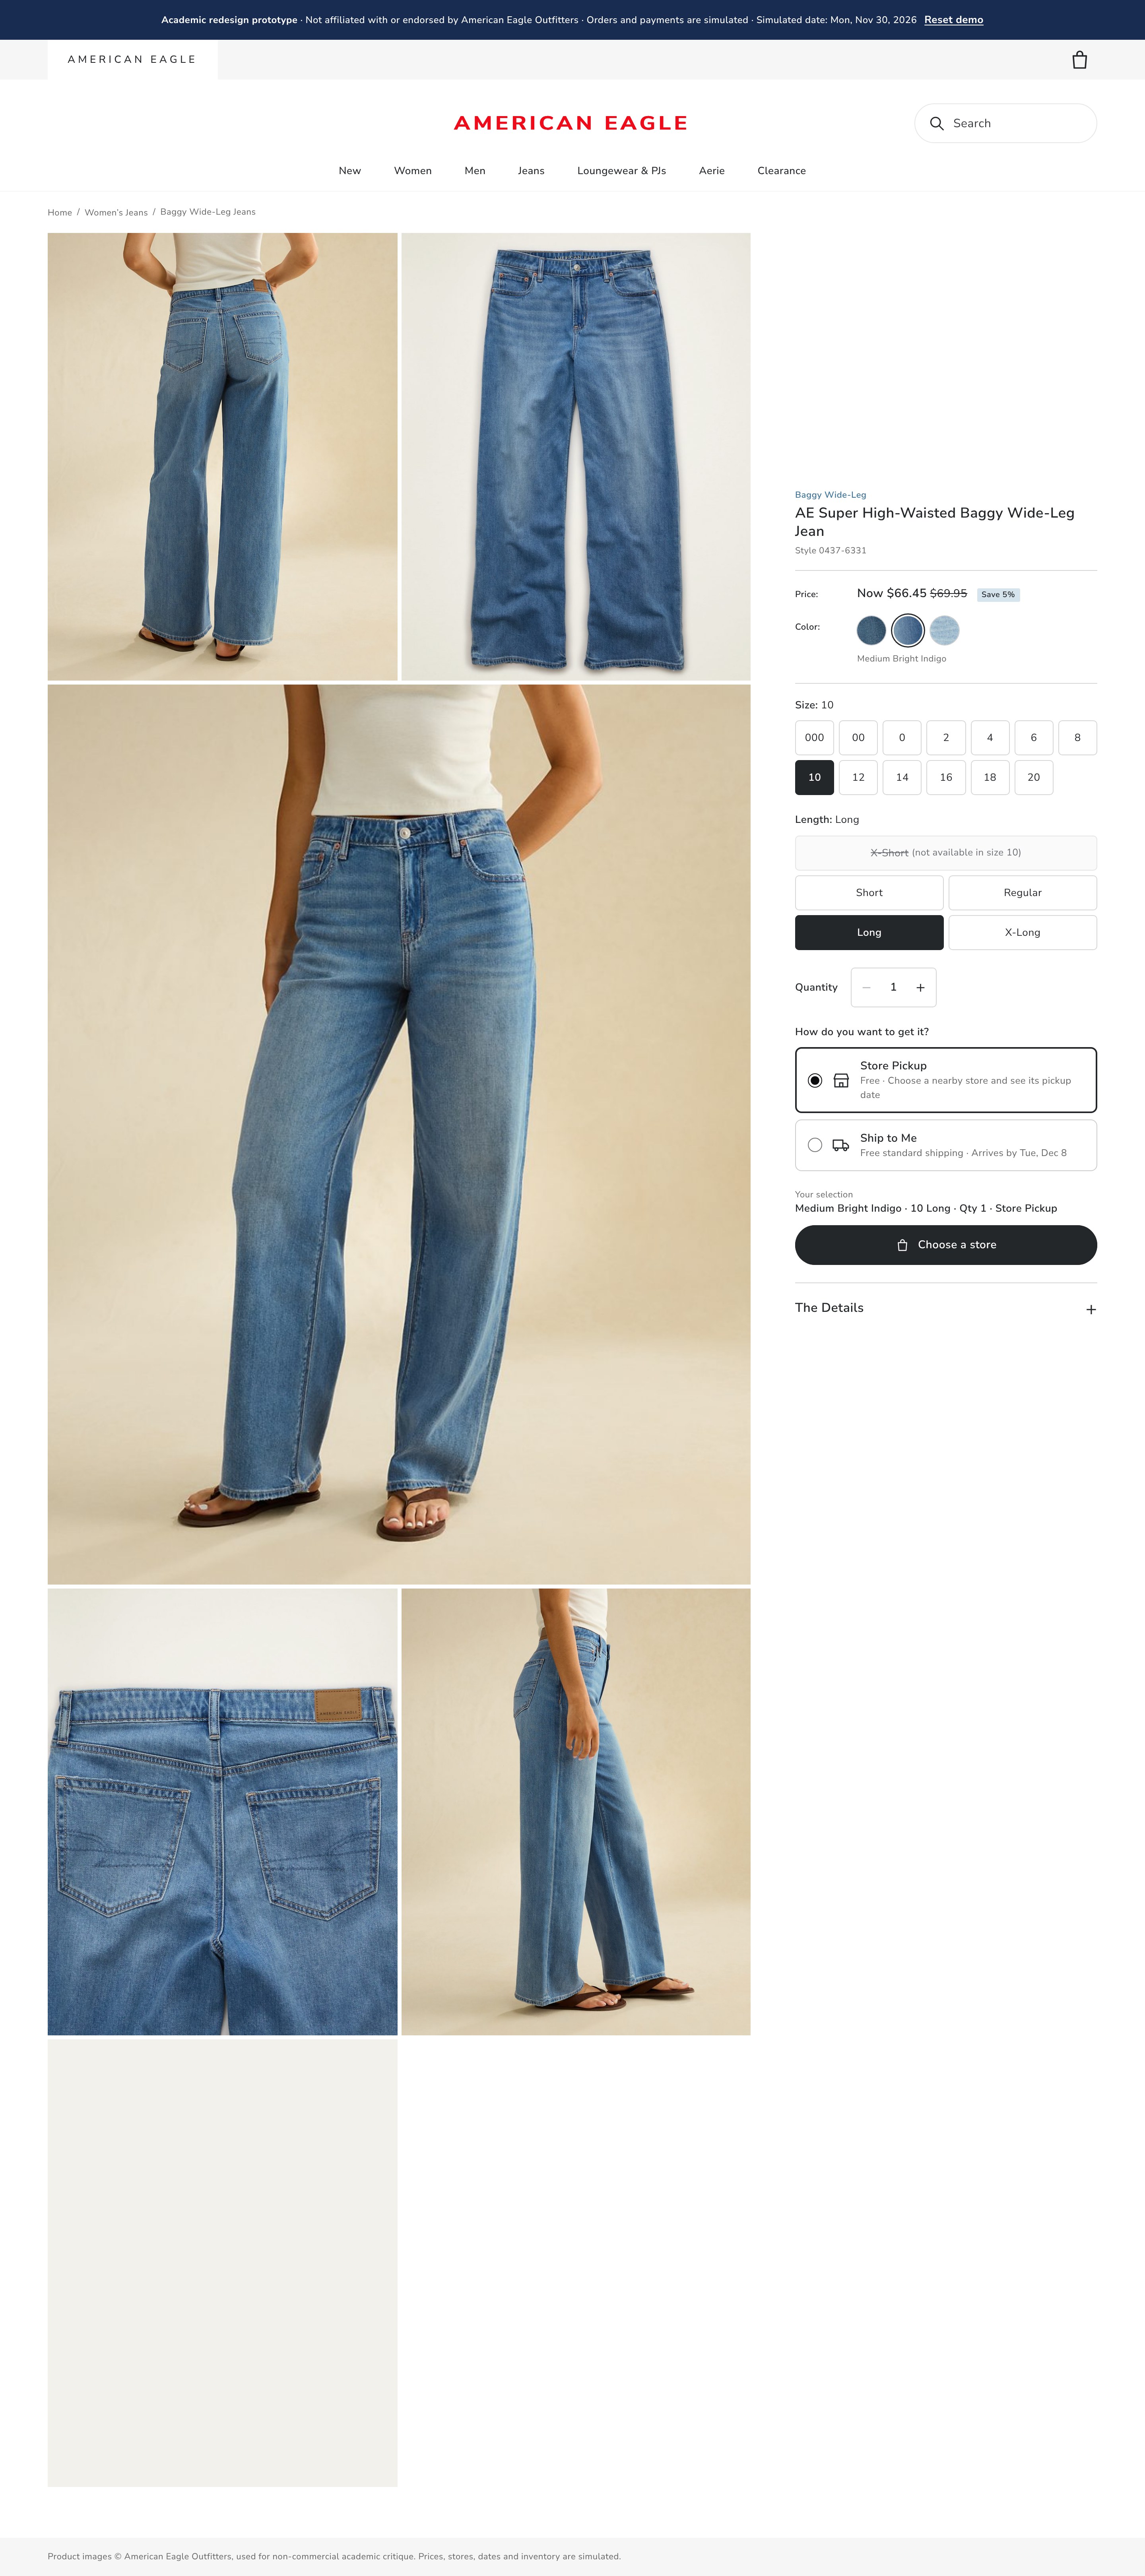 Academic redesign prototype · Not affiliated with or endorsed by American Eagle Outfitters · Orders and payments are simulated · Simulated date: Mon, Nov 30, 2026 Reset demo
AMERICAN EAGLE
AMERICAN EAGLE
Search
New Women Men Jeans Loungewear & PJs Aerie Clearance
Home / Women's Jeans / Baggy Wide-Leg Jeans
Baggy Wide-Leg
AE Super High-Waisted Baggy Wide-Leg
Jean
Style 0437-6331
Price: Now $66.45 $69.95 Save 5%
Color:
Medium Bright Indigo
Size: 10
000 00 0 2 4 6 8
10 12 14 16 18 20
Length: Long
X-Short (not available in size 10)
Short Regular
Long X-Long
Quantity − 1 +
How do you want to get it?
Store Pickup
Free · Choose a nearby store and see its pickup
date
Ship to Me
Free standard shipping · Arrives by Tue, Dec 8
Your selection
Medium Bright Indigo · 10 Long · Qty 1 · Store Pickup
Choose a store
The Details +
AMERICAN EAGLE
Product images © American Eagle Outfitters, used for non-commercial academic critique. Prices, stores, dates and inventory are simulated.